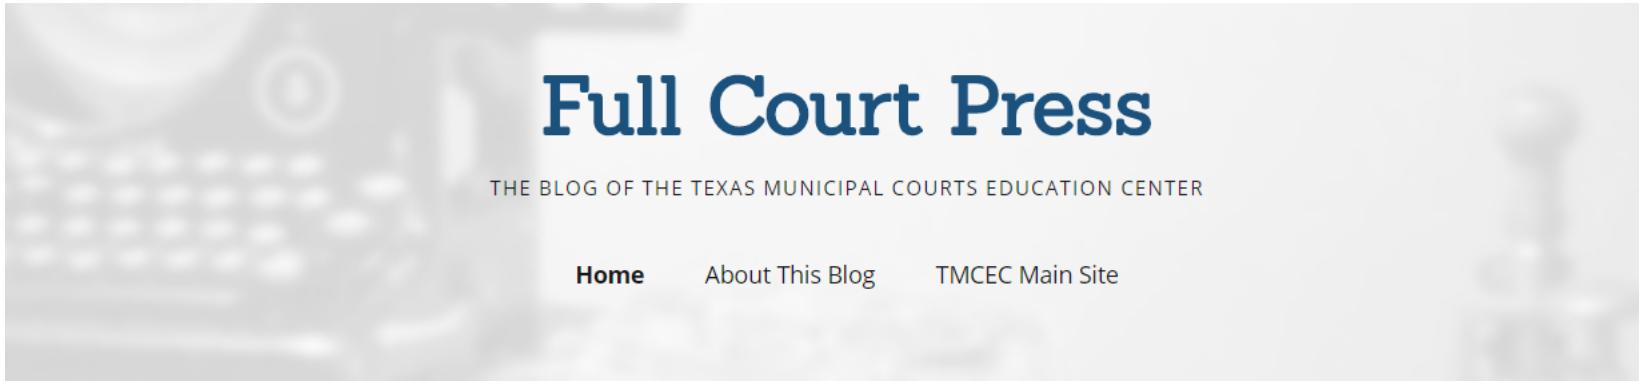 Full Court Press
THE BLOG OF THE TEXAS MUNICIPAL COURTS EDUCATION CENTER
Home About This Blog TMCEC Main Site